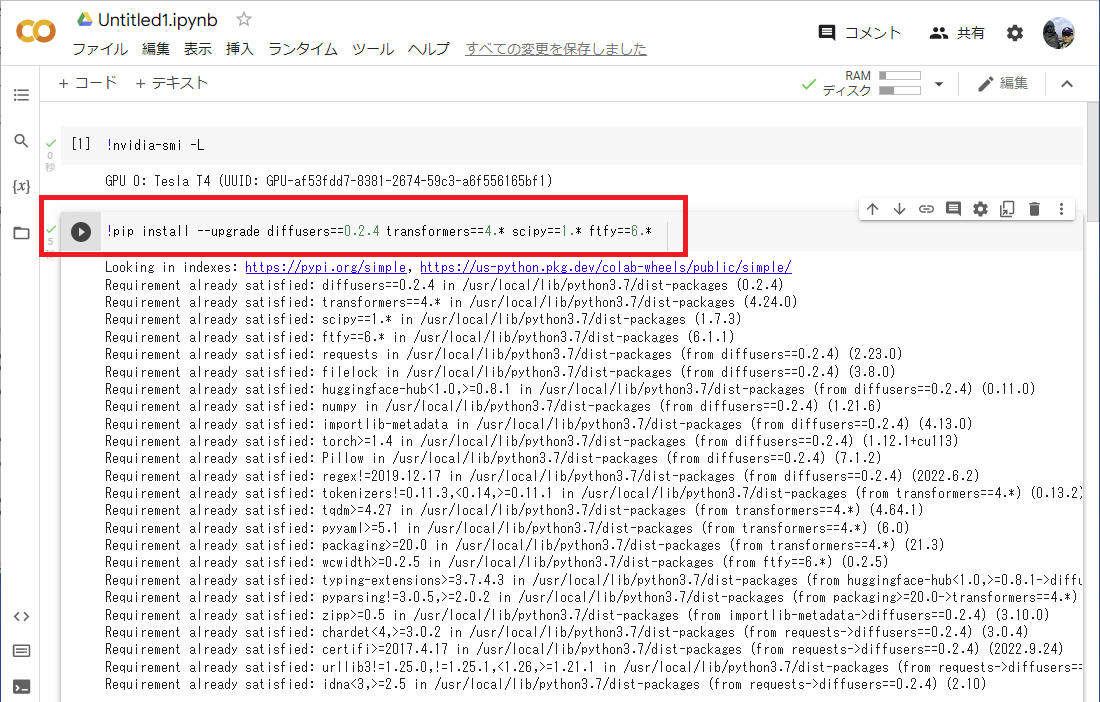 Untitled1.ipynb
ファイル 編集 表示 挿入 ランタイム ツール ヘルプ すべての変更を保存しました
コメント 共有
+ コード + テキスト
RAM
ディスク
編集
[1] !nvidia-smi -L
0
秒
GPU 0: Tesla T4 (UUID: GPU-af53fdd7-8381-2674-59c3-a6f556165bf1)
{x}
!pip install --upgrade diffusers==0.2.4 transformers==4.* scipy==1.* ftfy==6.*
5
Looking in indexes: https://pypi.org/simple, https://us-python.pkg.dev/colab-wheels/public/simple/
Requirement already satisfied: diffusers==0.2.4 in /usr/local/lib/python3.7/dist-packages (0.2.4)
Requirement already satisfied: transformers==4.* in /usr/local/lib/python3.7/dist-packages (4.24.0)
Requirement already satisfied: scipy==1.* in /usr/local/lib/python3.7/dist-packages (1.7.3)
Requirement already satisfied: ftfy==6.* in /usr/local/lib/python3.7/dist-packages (6.1.1)
Requirement already satisfied: requests in /usr/local/lib/python3.7/dist-packages (from diffusers==0.2.4) (2.23.0)
Requirement already satisfied: filelock in /usr/local/lib/python3.7/dist-packages (from diffusers==0.2.4) (3.8.0)
Requirement already satisfied: huggingface-hub<1.0,>=0.8.1 in /usr/local/lib/python3.7/dist-packages (from diffusers==0.2.4) (0.11.0)
Requirement already satisfied: numpy in /usr/local/lib/python3.7/dist-packages (from diffusers==0.2.4) (1.21.6)
Requirement already satisfied: importlib-metadata in /usr/local/lib/python3.7/dist-packages (from diffusers==0.2.4) (4.13.0)
Requirement already satisfied: torch>=1.4 in /usr/local/lib/python3.7/dist-packages (from diffusers==0.2.4) (1.12.1+cu113)
Requirement already satisfied: Pillow in /usr/local/lib/python3.7/dist-packages (from diffusers==0.2.4) (7.1.2)
Requirement already satisfied: regex!=2019.12.17 in /usr/local/lib/python3.7/dist-packages (from diffusers==0.2.4) (2022.6.2)
Requirement already satisfied: tokenizers!=0.11.3,<0.14,>=0.11.1 in /usr/local/lib/python3.7/dist-packages (from transformers==4.*) (0.13.2)
Requirement already satisfied: tqdm>=4.27 in /usr/local/lib/python3.7/dist-packages (from transformers==4.*) (4.64.1)
Requirement already satisfied: pyyaml>=5.1 in /usr/local/lib/python3.7/dist-packages (from transformers==4.*) (6.0)
Requirement already satisfied: packaging>=20.0 in /usr/local/lib/python3.7/dist-packages (from transformers==4.*) (21.3)
Requirement already satisfied: wcwidth>=0.2.5 in /usr/local/lib/python3.7/dist-packages (from ftfy==6.*) (0.2.5)
Requirement already satisfied: typing-extensions>=3.7.4.3 in /usr/local/lib/python3.7/dist-packages (from huggingface-hub<1.0,>=0.8.1->diffu
Requirement already satisfied: pyparsing!=3.0.5,>=2.0.2 in /usr/local/lib/python3.7/dist-packages (from packaging>=20.0->transformers==4.*)
Requirement already satisfied: zipp>=0.5 in /usr/local/lib/python3.7/dist-packages (from importlib-metadata->diffusers==0.2.4) (3.10.0)
Requirement already satisfied: chardet<4,>=3.0.2 in /usr/local/lib/python3.7/dist-packages (from requests->diffusers==0.2.4) (3.0.4)
Requirement already satisfied: certifi>=2017.4.17 in /usr/local/lib/python3.7/dist-packages (from requests->diffusers==0.2.4) (2022.9.24)
Requirement already satisfied: urllib3!=1.25.0,!=1.25.1,<1.26,>=1.21.1 in /usr/local/lib/python3.7/dist-packages (from requests->diffusers==
Requirement already satisfied: idna<3,>=2.5 in /usr/local/lib/python3.7/dist-packages (from requests->diffusers==0.2.4) (2.10)